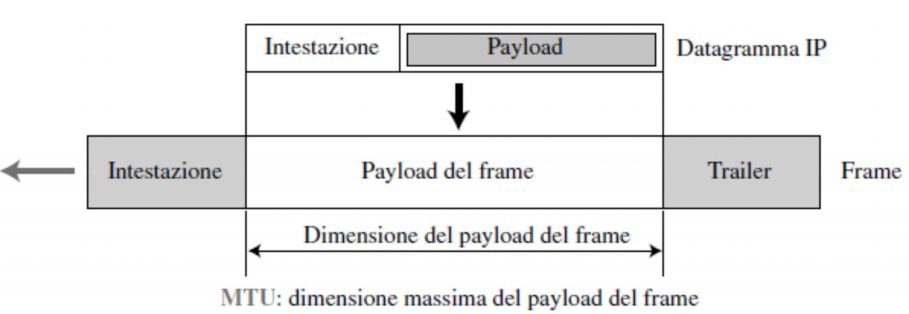 Intestazione Payload Datagramma IP
Intestazione Payload del frame Trailer Frame
Dimensione del payload del frame
MTU: dimensione massima del payload del frame